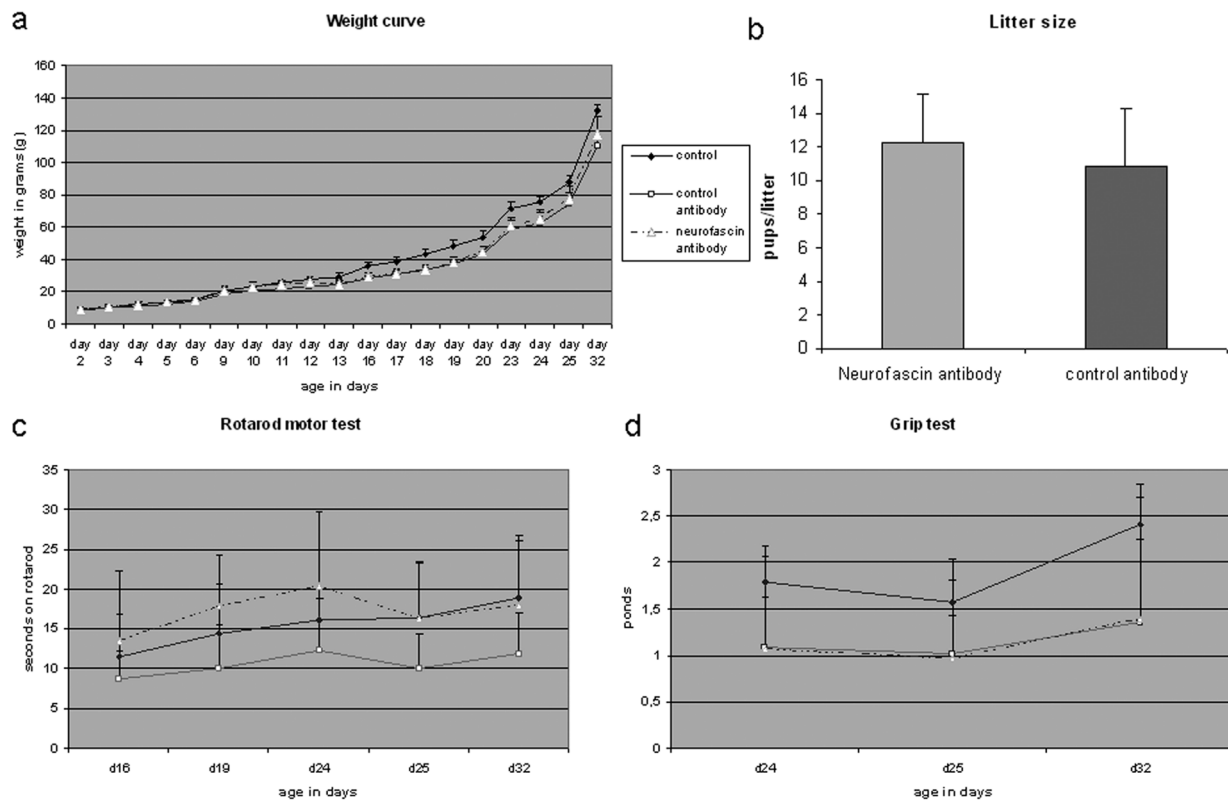 a
Weight curve
160
140
120
100
80
60
40
20
0
weight in grams (g)
day 2
day 3
day 4
day 5
day 6
day 9
day 10
day 11
day 12
day 13
day 16
day 17
day 18
day 19
day 20
day 23
day 24
day 25
day 32
age in days
control
control
antibody
neurofascin
antibody
b
Litter size
16
14
12
10
8
6
4
2
0
pups/litter
Neurofascin antibody
control antibody
c
Rotarod motor test
35
30
25
20
15
10
5
0
seconds on rotarod
d16
d19
d24
d25
d32
age in days
d
Grip test
3
2,5
2
1,5
1
0,5
0
ponds
d24
d25
d32
age in days